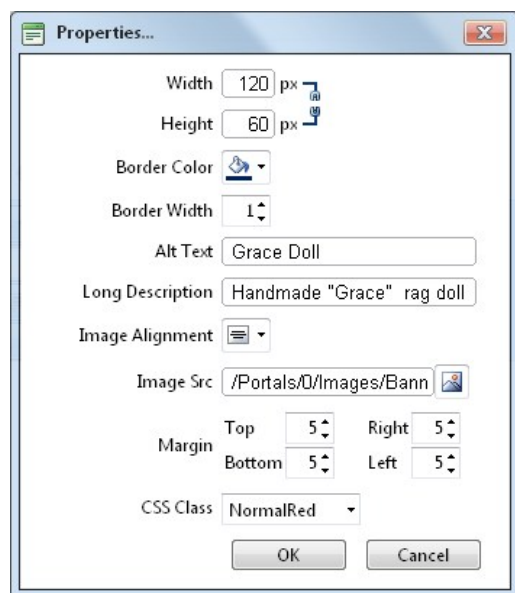 Properties...
Width 120 px
Height 60 px
Border Color
Border Width 1
Alt Text Grace Doll
Long Description Handmade "Grace" rag doll
Image Alignment
Image Src /Portals/0/Images/Bann
Margin
Top 5 Right 5
Bottom 5 Left 5
CSS Class NormalRed
OK Cancel